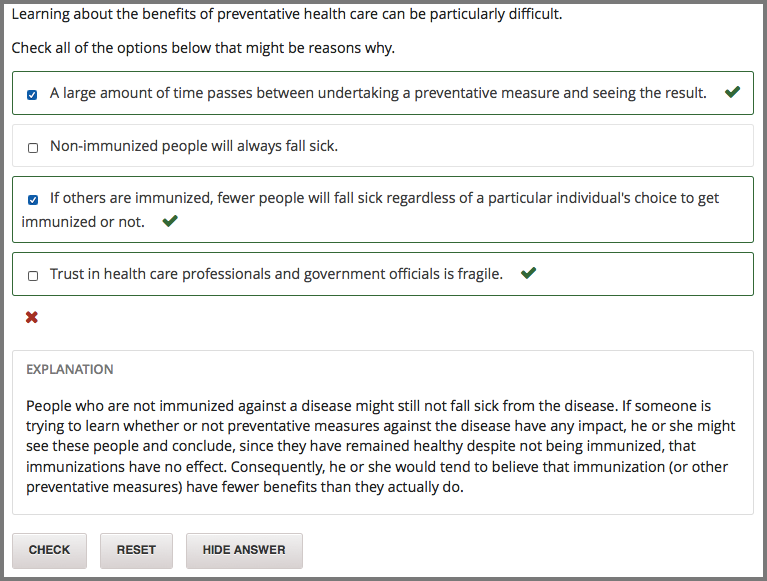 Learning about the benefits of preventative health care can be particularly difficult.
Check all of the options below that might be reasons why.
A large amount of time passes between undertaking a preventative measure and seeing the result.
Non-immunized people will always fall sick.
If others are immunized, fewer people will fall sick regardless of a particular individual's choice to get
immunized or not.
Trust in health care professionals and government officials is fragile.
EXPLANATION
People who are not immunized against a disease might still not fall sick from the disease. If someone is
trying to learn whether or not preventative measures against the disease have any impact, he or she might
see these people and conclude, since they have remained healthy despite not being immunized, that
immunizations have no effect. Consequently, he or she would tend to believe that immunization (or other
preventative measures) have fewer benefits than they actually do.
CHECK RESET HIDE ANSWER